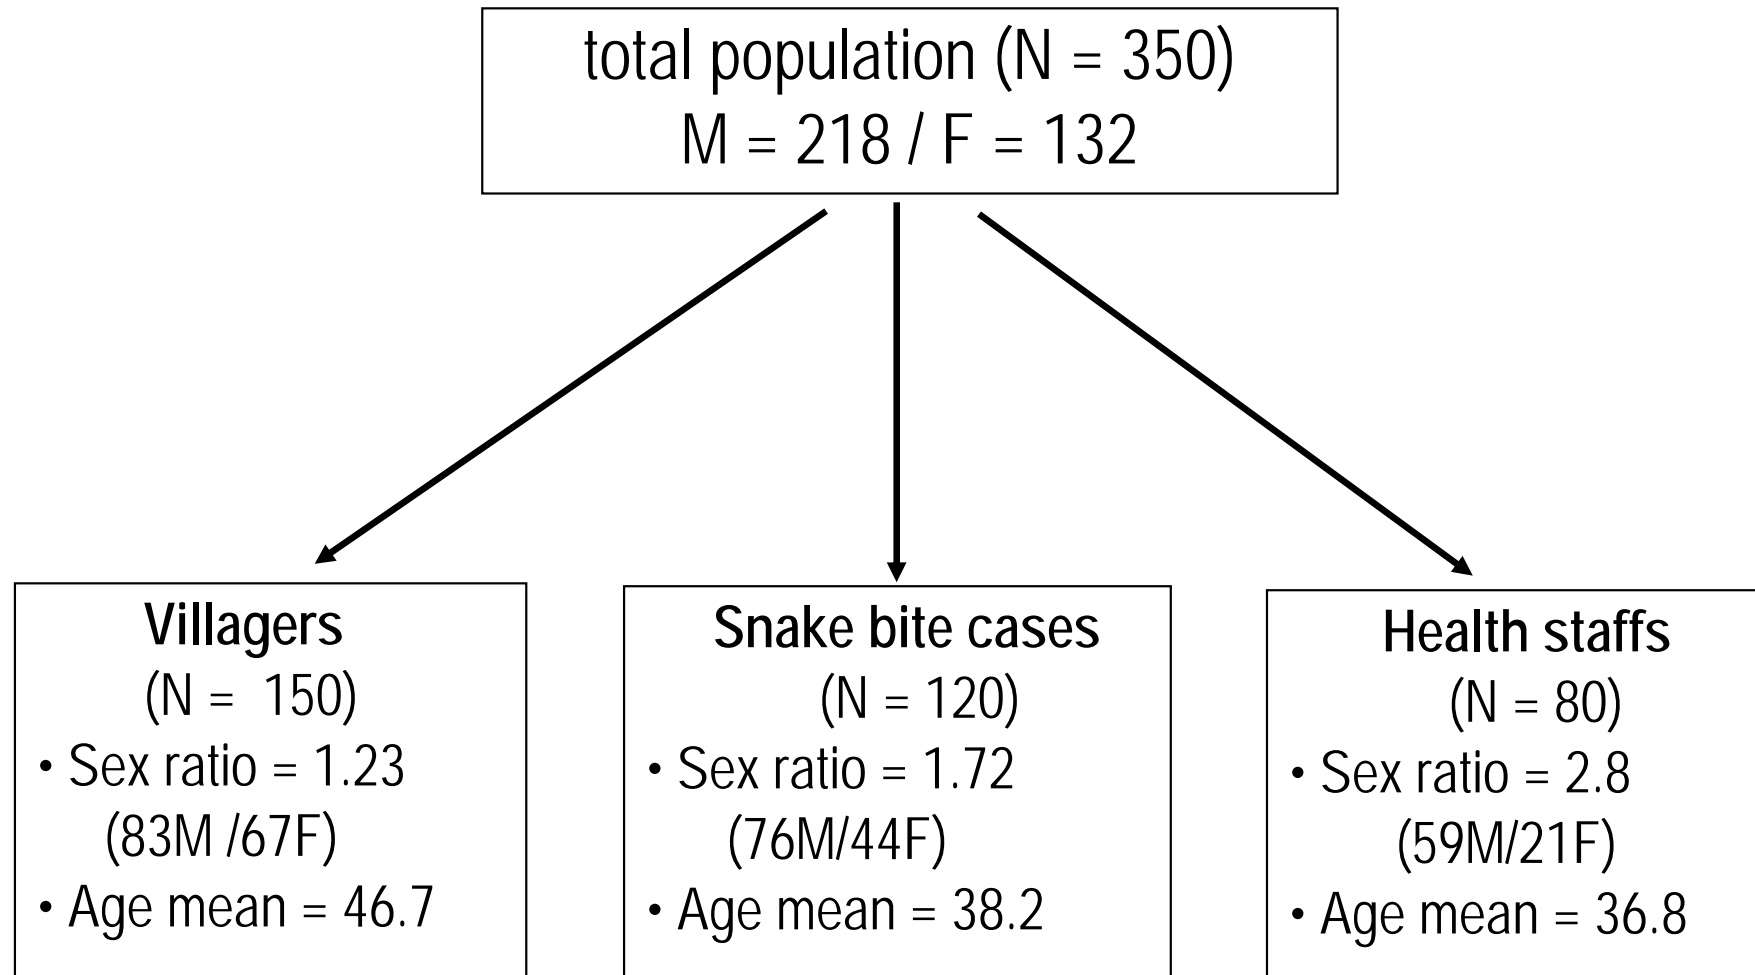 total population (N = 350)
M = 218 / F = 132
Villagers
(N = 150)
• Sex ratio = 1.23
(83M /67F)
• Age mean = 46.7
Snake bite cases
(N = 120)
• Sex ratio = 1.72
(76M/44F)
• Age mean = 38.2
Health staffs
(N = 80)
• Sex ratio = 2.8
(59M/21F)
• Age mean = 36.8